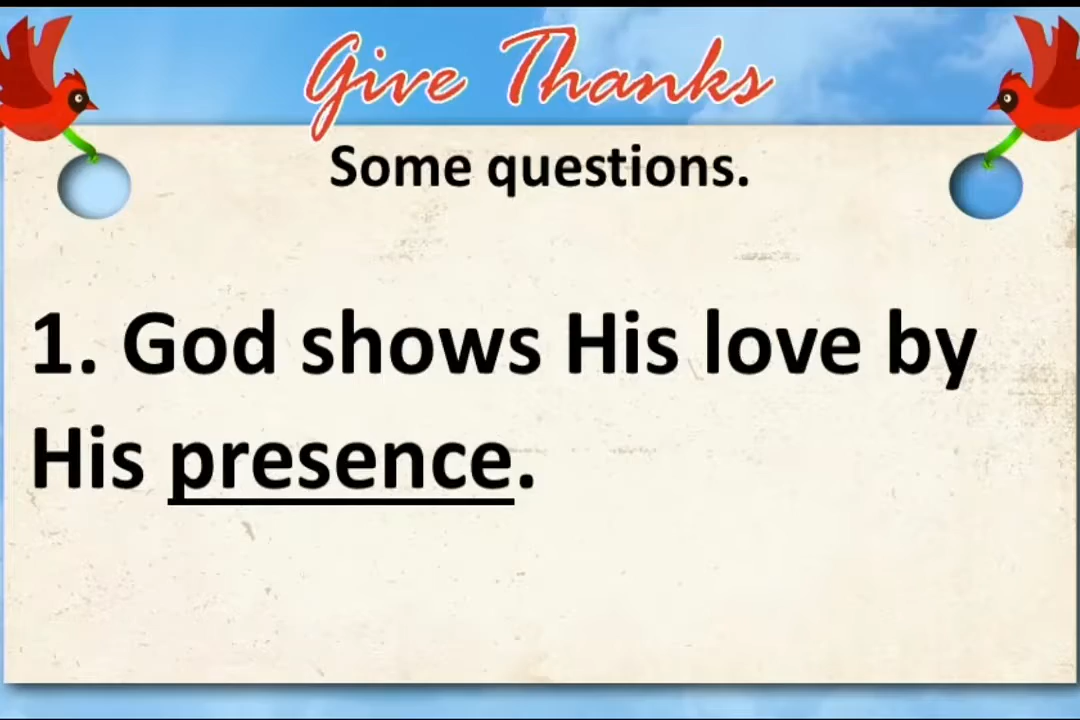 Give Thanks
Some questions.
1. God shows His love by
His presence.